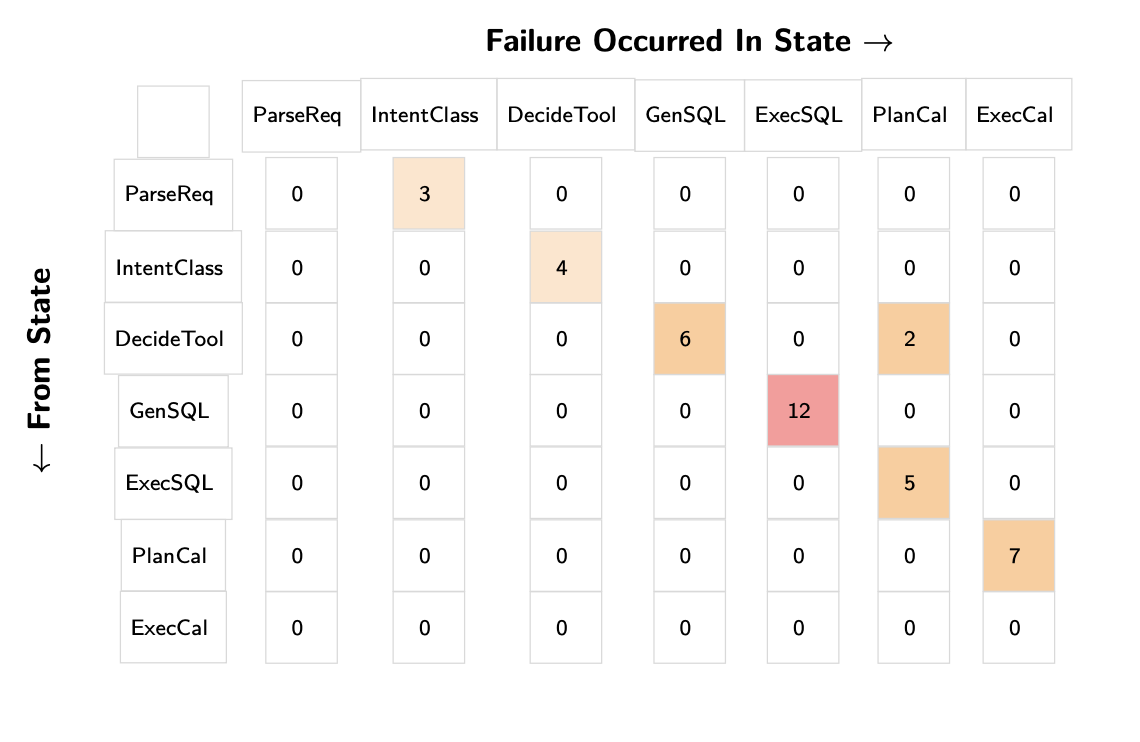 Failure Occurred In State →
ParseReq IntentClass DecideTool GenSQL ExecSQL PlanCal ExecCal
← From State
ParseReq 0 3 0 0 0 0 0
IntentClass 0 0 4 0 0 0 0
DecideTool 0 0 0 6 0 2 0
GenSQL 0 0 0 0 12 0 0
ExecSQL 0 0 0 0 0 5 0
PlanCal 0 0 0 0 0 0 7
ExecCal 0 0 0 0 0 0 0